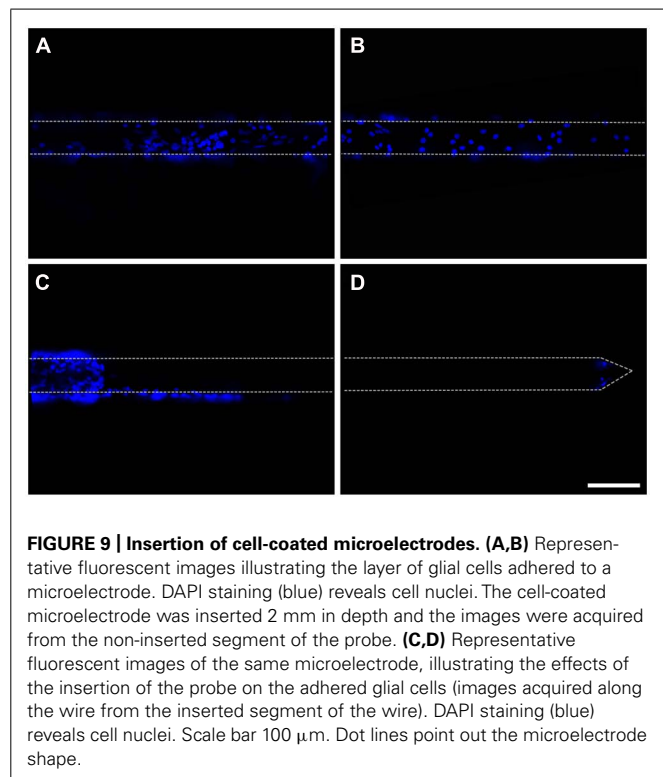 A
B
C
D
FIGURE 9 | Insertion of cell-coated microelectrodes. (A,B) Represen-
tative fluorescent images illustrating the layer of glial cells adhered to a
microelectrode. DAPI staining (blue) reveals cell nuclei. The cell-coated
microelectrode was inserted 2 mm in depth and the images were acquired
from the non-inserted segment of the probe. (C,D) Representative
fluorescent images of the same microelectrode, illustrating the effects of
the insertion of the probe on the adhered glial cells (images acquired along
the wire from the inserted segment of the wire). DAPI staining (blue)
reveals cell nuclei. Scale bar 100 μm. Dot lines point out the microelectrode
shape.